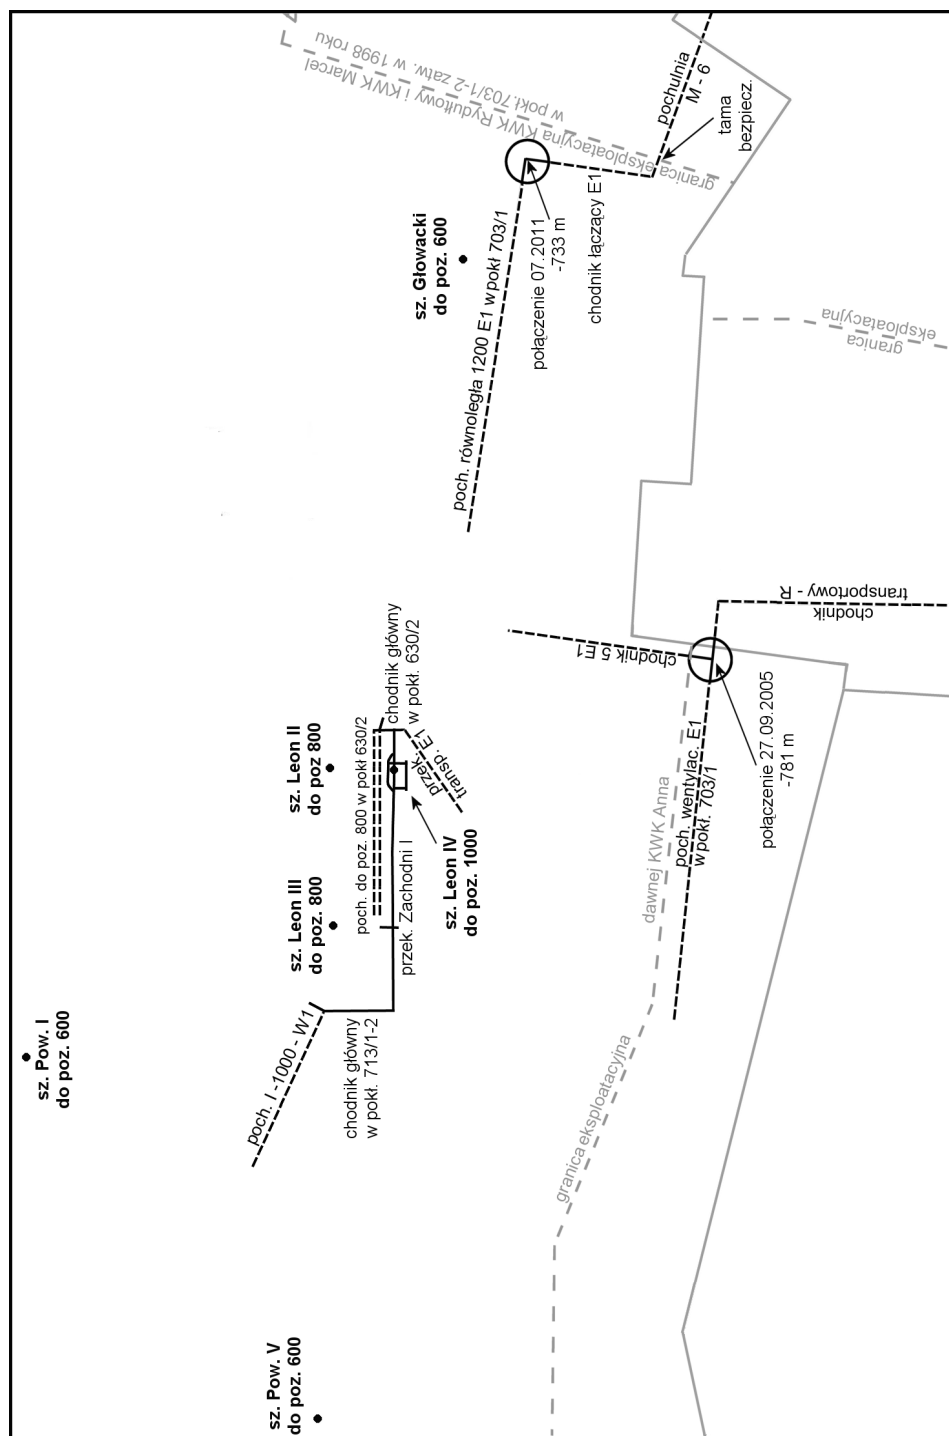 w pokł.703/1-2 zatw. w 1998 roku
granica eksploatacyjna KWK Rydułtowy i KWK Marcel
pochulnia
M - 6
tama
bezpiecz.
sz. Głowacki
do poz. 600
poch. równoległa 1200 E1 w pokł 703/1
połączenie 07.2011
-733 m
chodnik łączący E1
granica
eksploatacyjna
chodnik
transportowy - R
chodnik 5 E1
połączenie 27.09.2005
-781 m
poch. wentylac. E1
w pokł. 703/1
dawnej KWK Anna
granica eksploatacyjna
sz. Leon II
do poz 800
poch. do poz. 800 w pokł 630/2
chodnik główny
w pokł. 630/2
przek.
transp. E1
sz. Leon IV
do poz. 1000
przek. Zachodni I
sz. Leon III
do poz. 800
poch. I -1000 - W1
chodnik główny
w pokł. 713/1-2
sz. Pow. I
do poz. 600
sz. Pow. V
do poz. 600